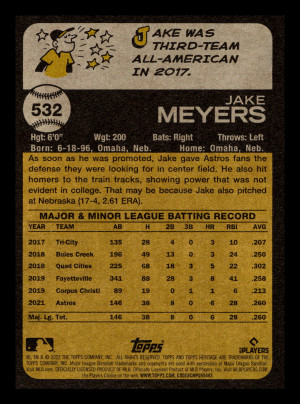 JAKE WAS
THIRD-TEAM
ALL-AMERICAN
IN 2017.
532
JAKE
MEYERS
Hgt: 6'0" Wgt: 200 Bats: Right Throws: Left
Born: 6-18-96, Omaha, Neb. Home: Omaha, Neb.
As soon as he was promoted, Jake gave Astros fans the
defense they were looking for in center field. He also hit
homers to the train tracks, showing power that was not
evident in college. That may be because Jake also pitched
at Nebraska (17-4, 2.61 ERA).
MAJOR & MINOR LEAGUE BATTING RECORD
YEAR TEAM AB H 2B 3B HR RBI AVG
2017 Tri-City 135 28 4 0 3 10 .207
2018 Buies Creek 196 49 13 0 3 24 .250
2018 Quad Cities 225 68 18 3 5 22 .302
2019 Fayetteville 341 88 28 3 8 41 .258
2019 Corpus Christi 89 19 0 1 1 6 .213
2021 Astros 146 38 8 0 6 28 .260
Maj. Lg. Tot. 146 38 8 0 6 28 .260
Topps
PLAYERS